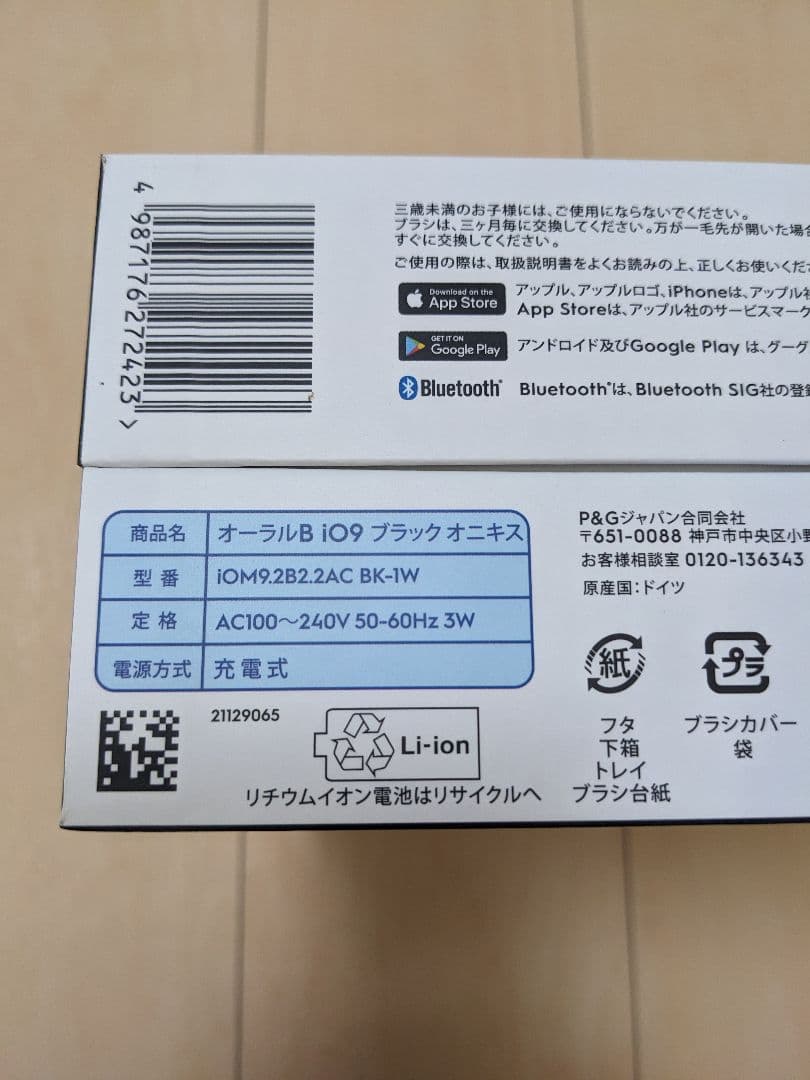 4 987176 272423 >
三歳未満のお子様には、ご使用にならないでください。
ブラシは、三ヶ月毎に交換してください。万が一毛先が開いた場合
すぐに交換してください。
ご使用の際は、取扱説明書をよくお読みの上、正しくお使いくだ
Download on the
App Store
アップル、アップルロゴ、iPhoneは、アップル社
App Storeは、アップル社のサービスマーク
GET IT ON
Google Play
アンドロイド及びGoogle Play は、グーグ
Bluetooth®
Bluetooth®は、Bluetooth SIG社の登録
商品名 オーラルB iO9 ブラック オニキス
型番 iOM9.2B2.2AC BK-1W
定格 AC100〜240V 50-60Hz 3W
電源方式 充電式
P&Gジャパン合同会社
〒651-0088 神戸市中央区小野
お客様相談室 0120-136343
原産国：ドイツ
21129065
Li-ion
リチウムイオン電池はリサイクルへ
紙
フタ
下箱
トレイ
ブラシ台紙
プラ
ブラシカバー
袋